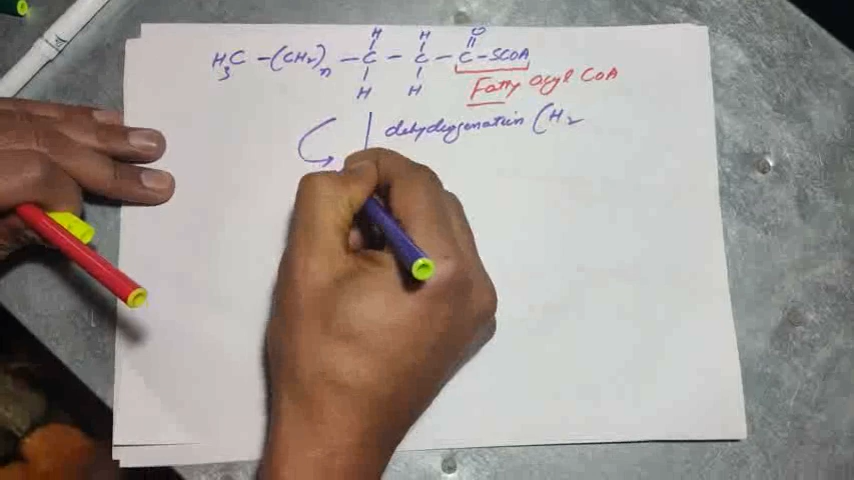 H H O
H3C -(CH2)n - C - C - C - SCOA
H H
Fatty acyl CoA
dehydrogenation (H2